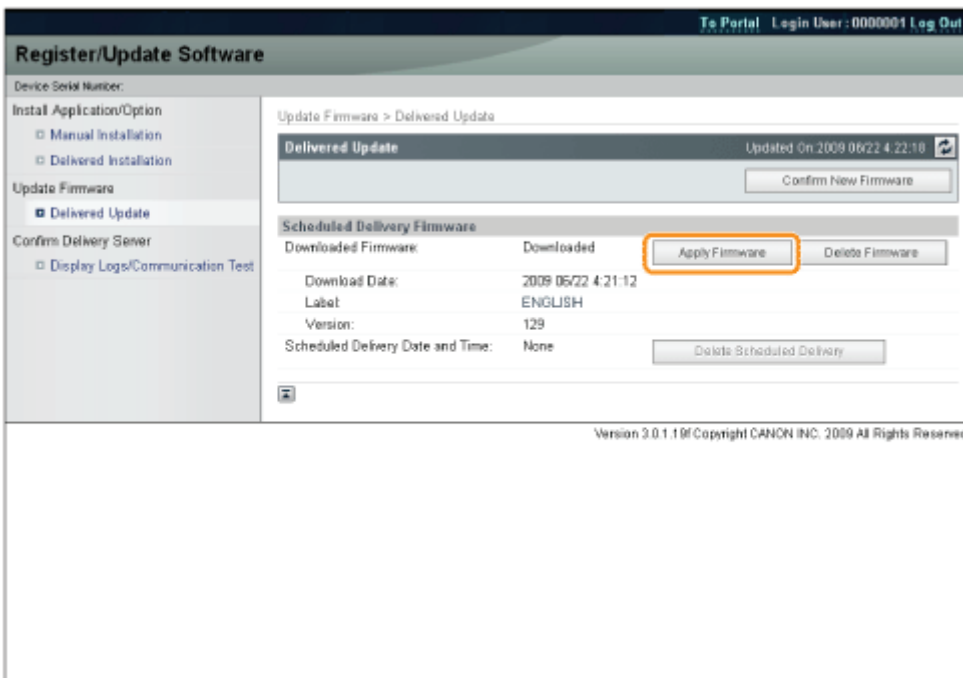 To Portal Login User : 0000001 Log Out
Register/Update Software
Device Serial Number:
Install Application/Option
Manual Installation
Delivered Installation
Update Firmware
Delivered Update
Confirm Delivery Server
Display Logs/Communication Test
Update Firmware > Delivered Update
Delivered Update Updated On:2009 06/22 4:22:18
Confirm New Firmware
Scheduled Delivery Firmware
Downloaded Firmware: Downloaded Apply Firmware Delete Firmware
Download Date: 2009 06/22 4:21:12
Label: ENGLISH
Version: 129
Scheduled Delivery Date and Time: None Delete Scheduled Delivery
Version 3.0.1.19f Copyright CANON INC. 2009 All Rights Reserved